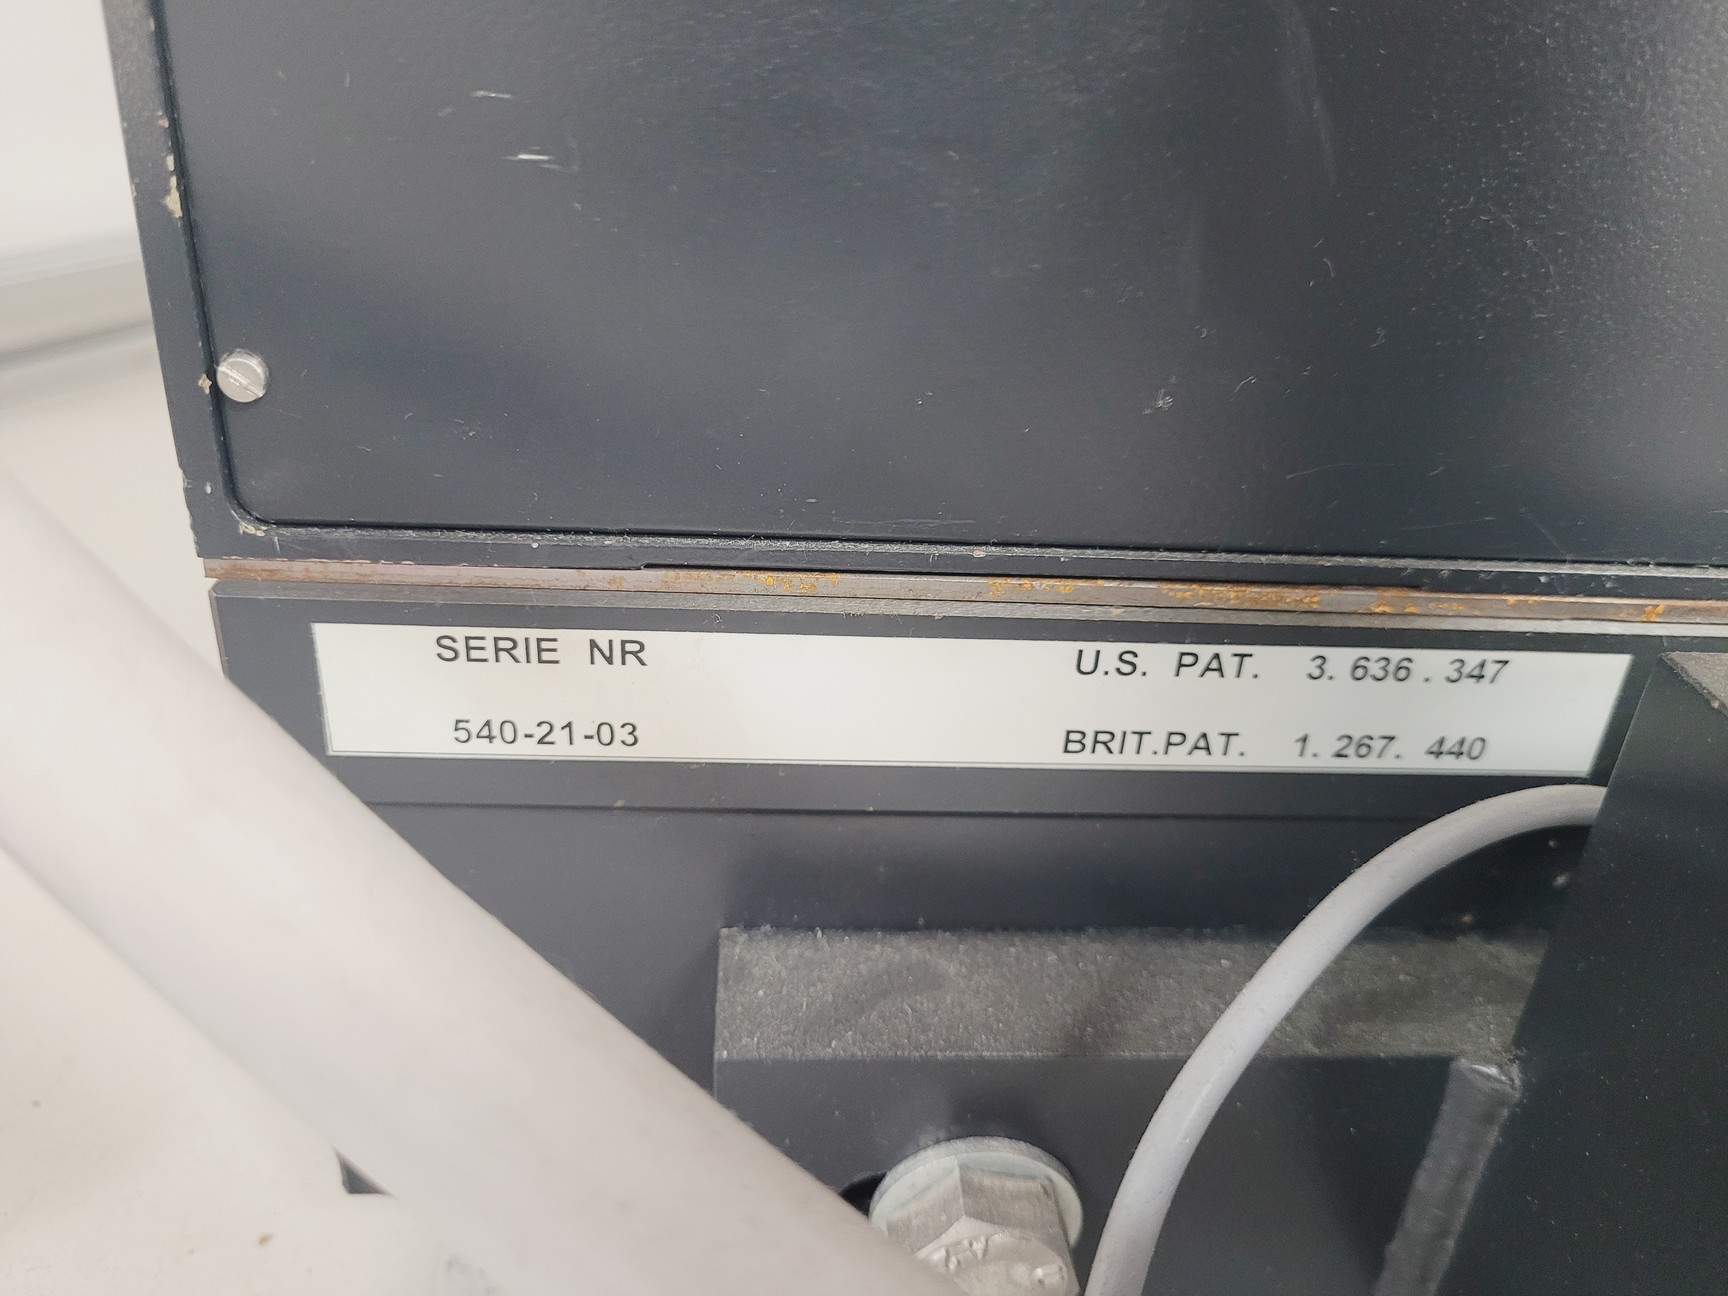 SERIE NR
540-21-03
U.S. PAT. 3. 636 . 347
BRIT.PAT. 1. 267. 440